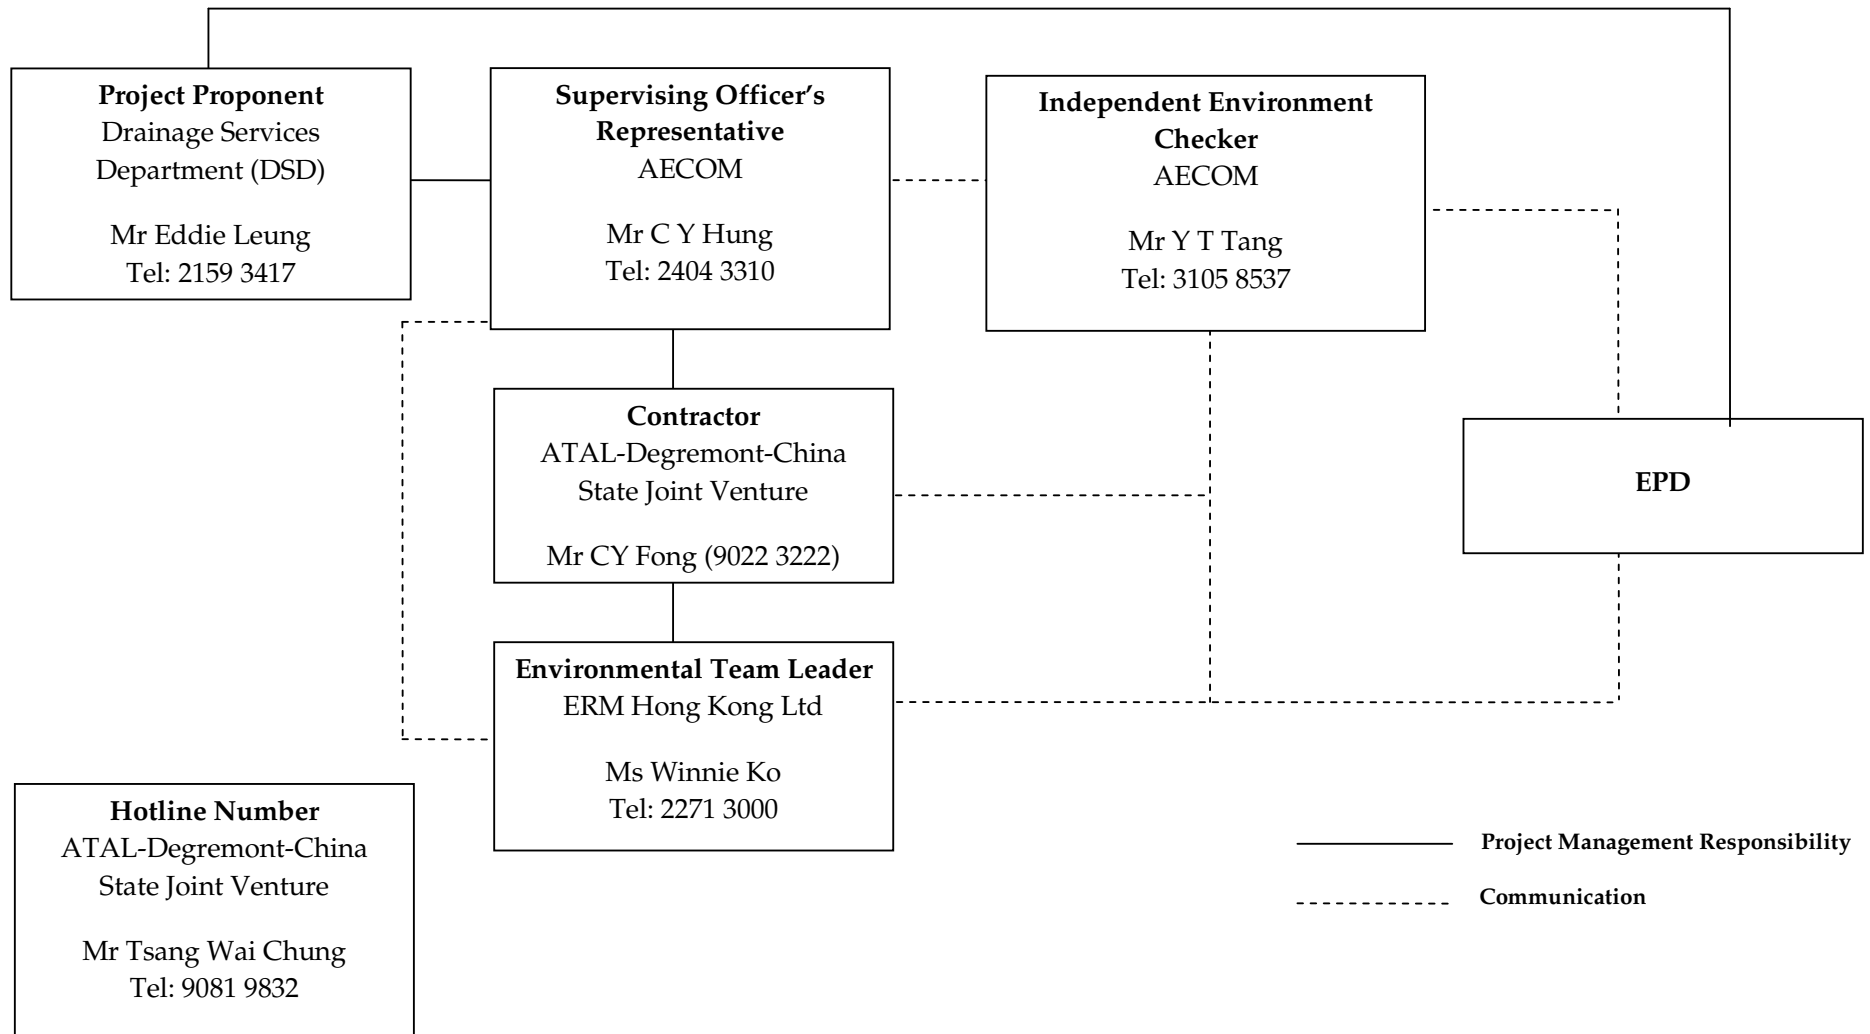 Project Proponent
Drainage Services
Department (DSD)
Mr Eddie Leung
Tel: 2159 3417
Supervising Officer’s
Representative
AECOM
Mr C Y Hung
Tel: 2404 3310
Independent Environment
Checker
AECOM
Mr Y T Tang
Tel: 3105 8537
Contractor
ATAL-Degremont-China
State Joint Venture
Mr CY Fong (9022 3222)
EPD
Environmental Team Leader
ERM Hong Kong Ltd
Ms Winnie Ko
Tel: 2271 3000
Hotline Number
ATAL-Degremont-China
State Joint Venture
Mr Tsang Wai Chung
Tel: 9081 9832
Project Management Responsibility
Communication